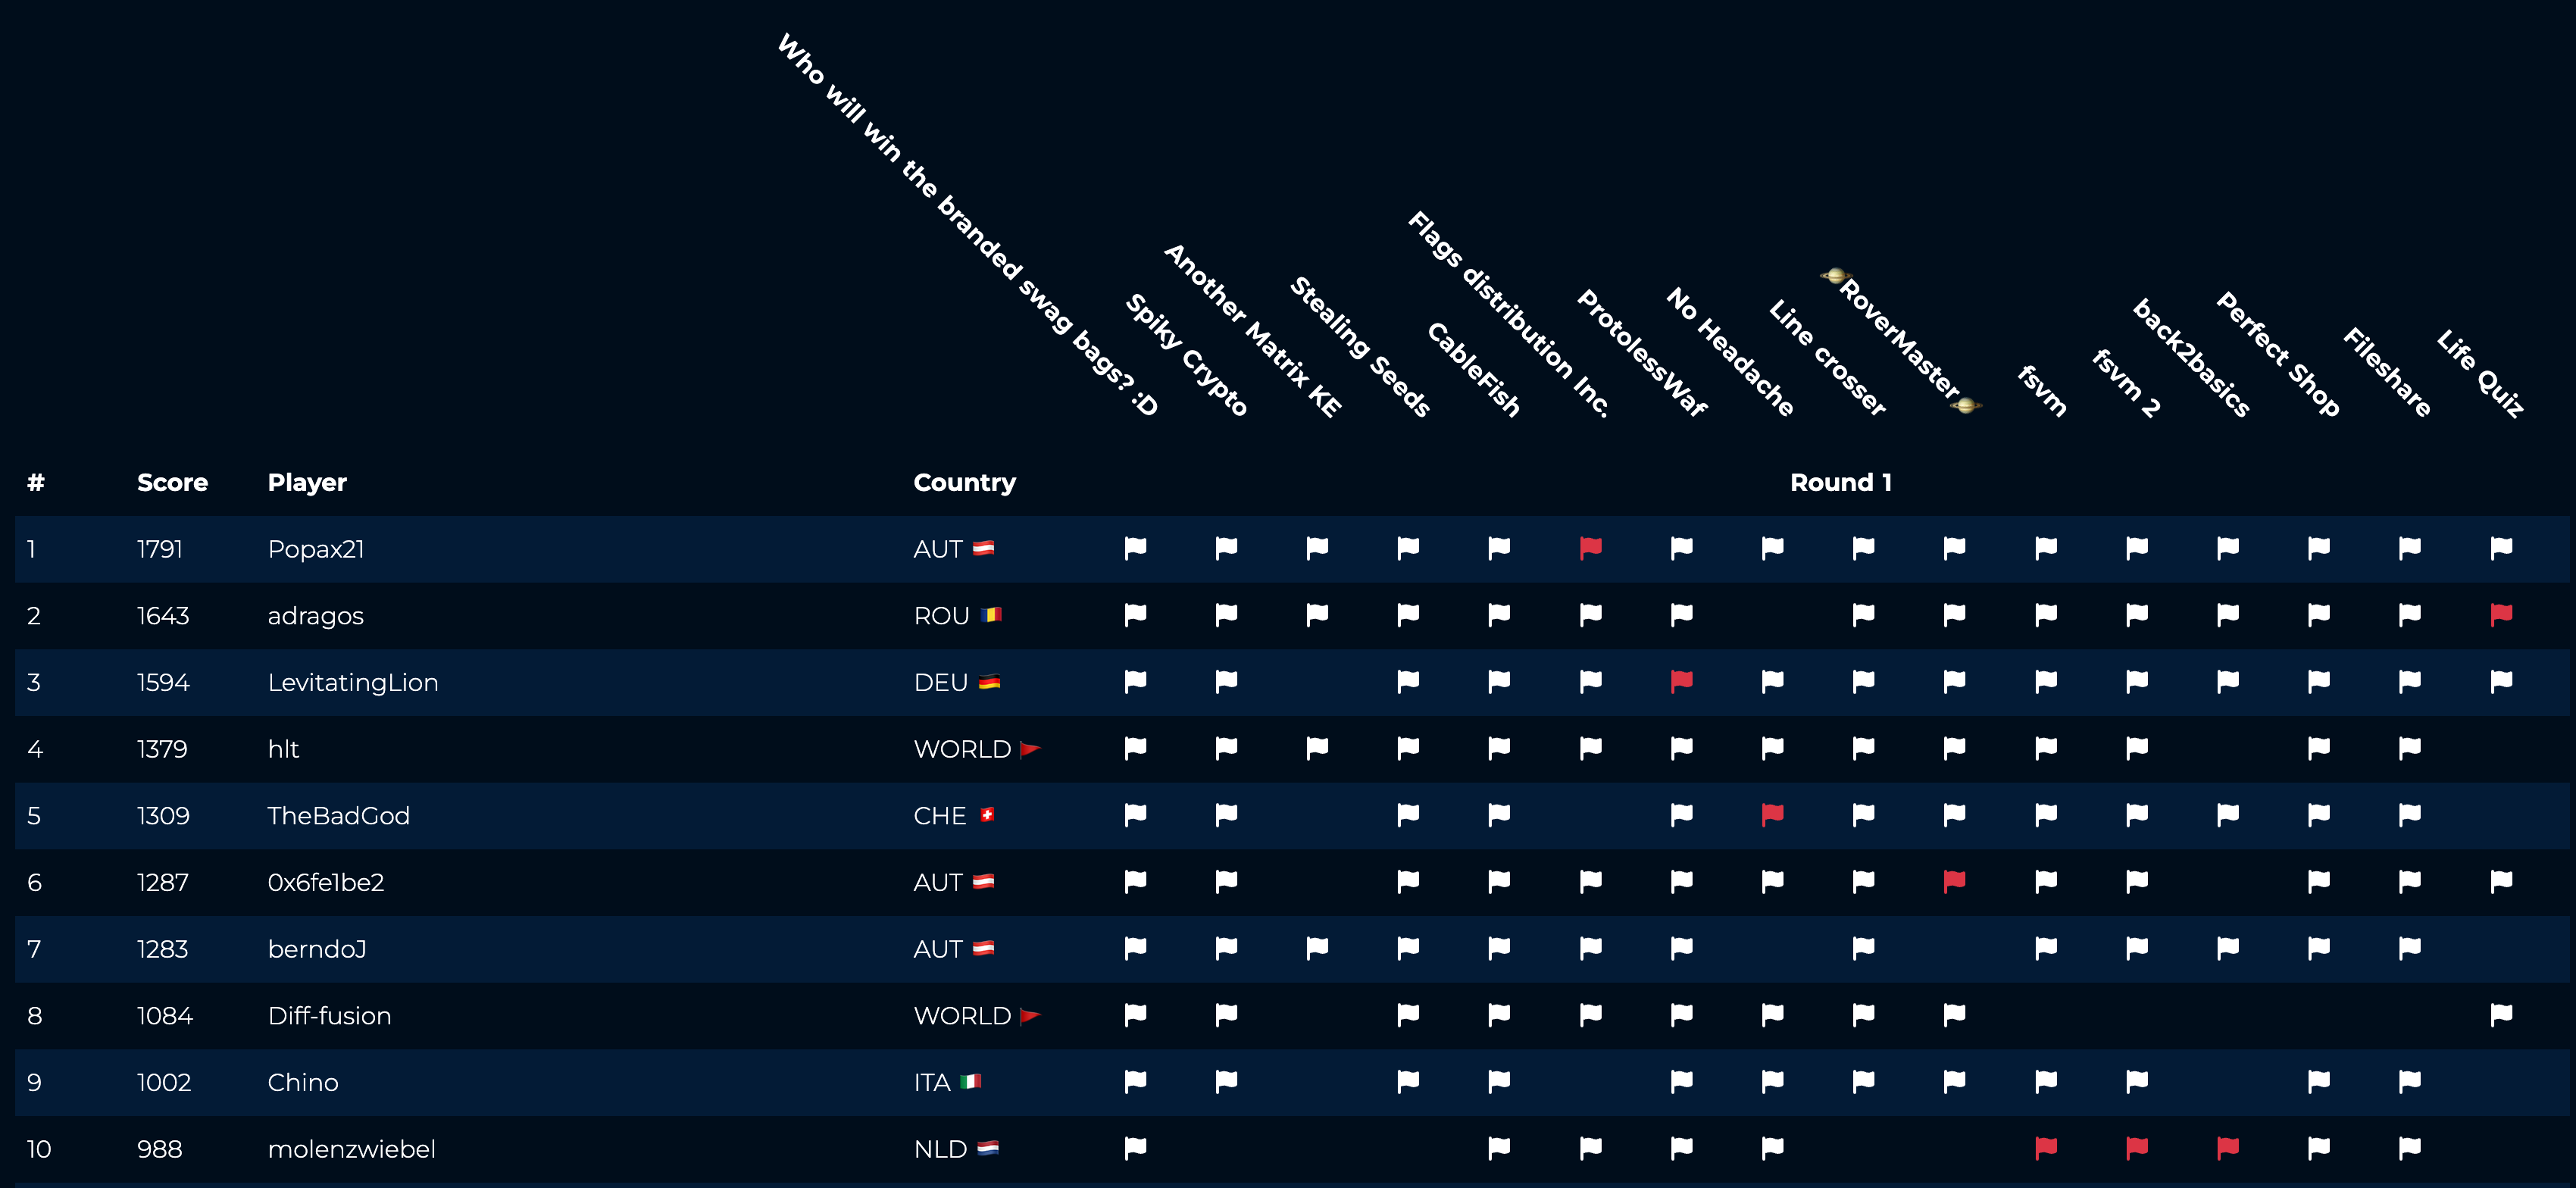 Who will win the branded swag bags? :D
Spiky Crypto
Another Matrix KE
Stealing Seeds
CableFish
Flags distribution Inc.
ProtolessWaf
No Headache
Line crosser
🪐RoverMaster🪐
fsvm
fsvm 2
back2basics
Perfect Shop
Fileshare
Life Quiz
# Score Player Country Round 1
1 1791 Popax21 AUT
2 1643 adragos ROU
3 1594 LevitatingLion DEU
4 1379 hlt WORLD
5 1309 TheBadGod CHE
6 1287 0x6fe1be2 AUT
7 1283 berndoJ AUT
8 1084 Diff-fusion WORLD
9 1002 Chino ITA
10 988 molenzwiebel NLD